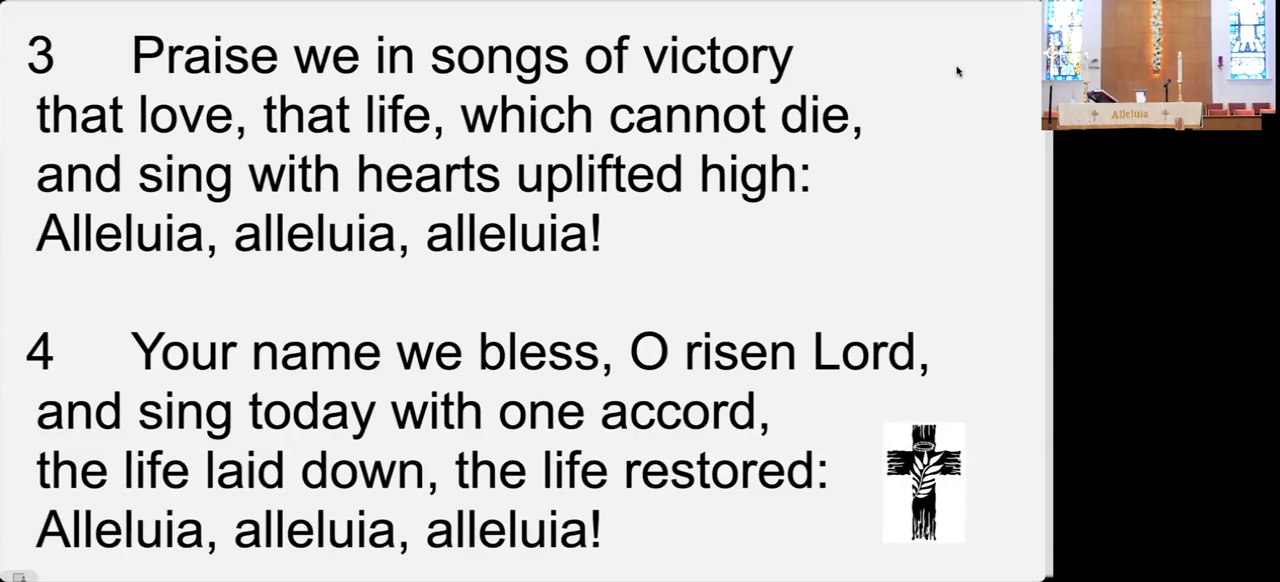 3 Praise we in songs of victory
that love, that life, which cannot die,
and sing with hearts uplifted high:
Alleluia, alleluia, alleluia!
4 Your name we bless, O risen Lord,
and sing today with one accord,
the life laid down, the life restored:
Alleluia, alleluia, alleluia!
Alleluia